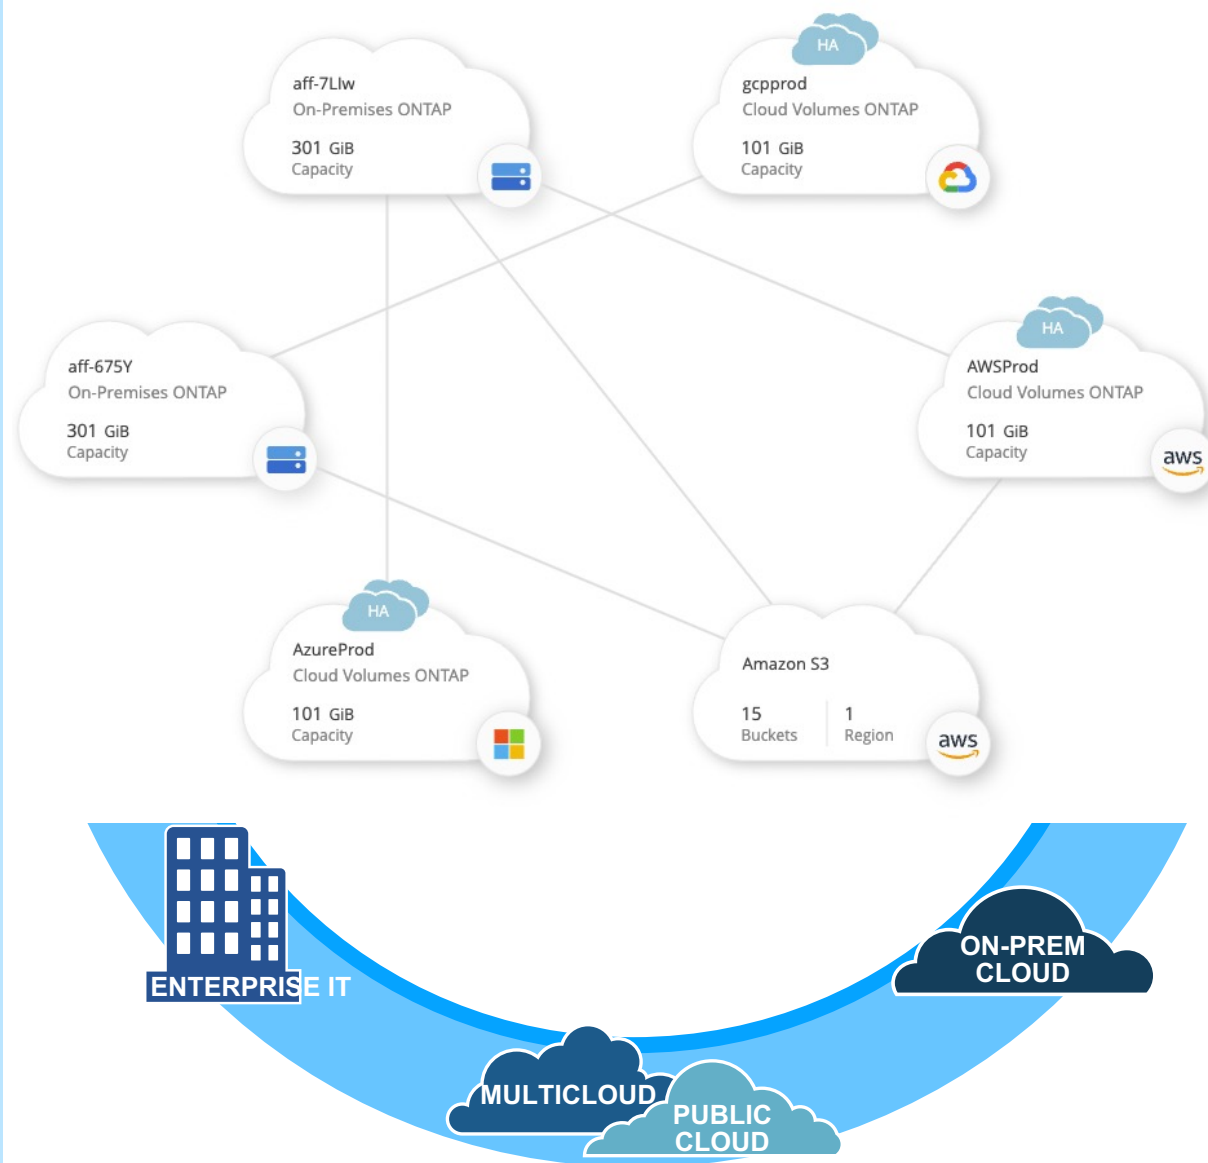 HA
aff-7LIw
On-Premises ONTAP
301 GiB
Capacity
gcpprod
Cloud Volumes ONTAP
101 GiB
Capacity
aff-675Y
On-Premises ONTAP
301 GiB
Capacity
HA
AWSProd
Cloud Volumes ONTAP
101 GiB
Capacity
aws
HA
AzureProd
Cloud Volumes ONTAP
101 GiB
Capacity
Amazon S3
15
Buckets
1
Region
aws
ENTERPRISE IT
ON-PREM
CLOUD
MULTICLOUD
PUBLIC
CLOUD